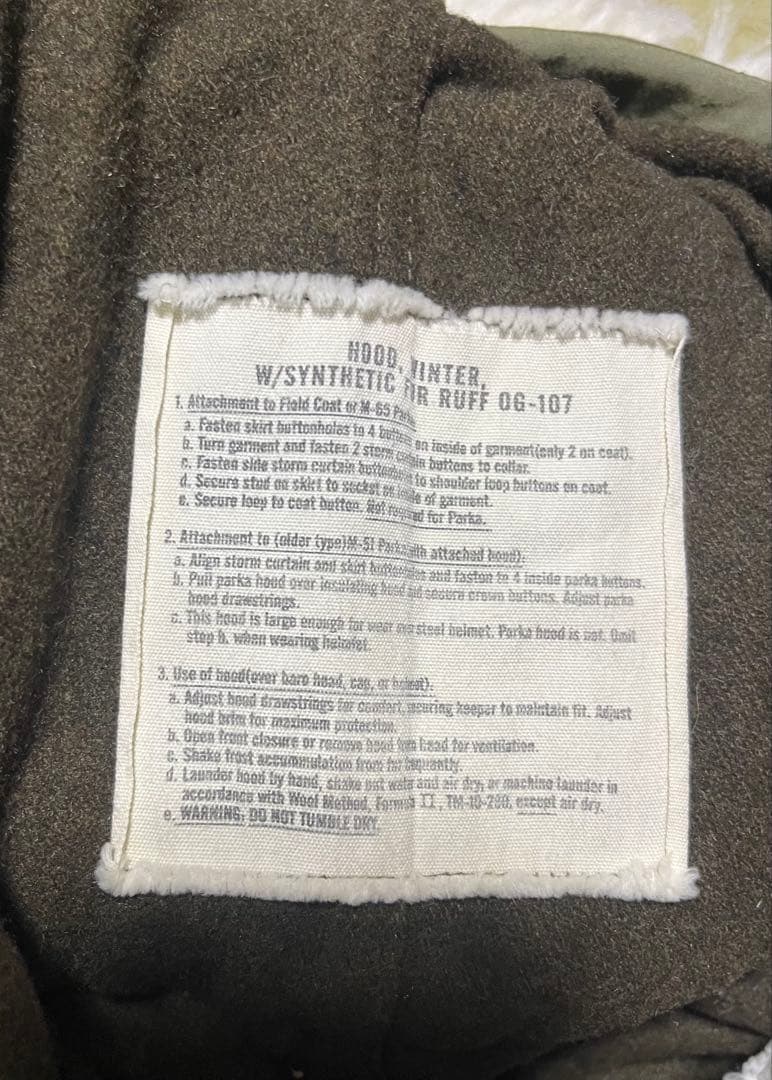 HOOD, WINTER,
W/SYNTHETIC FUR RUFF OG-107
1. Attachment to Field Coat or M-65 Parka.
a. Fasten skirt buttonholes to 4 buttons on inside of garment(only 2 on coat).
b. Turn garment and fasten 2 storm curtain buttons to collar.
c. Fasten side storm curtain buttonholes to shoulder loop buttons on coat.
d. Secure stud on skirt to socket on inside of garment.
e. Secure loop to coat button. Not required for Parka.
2. Attachment to (older type)M-51 Parka(with attached hood):
a. Align storm curtain and skirt buttonholes and fasten to 4 inside parka buttons.
b. Pull parka hood over insulating hood and secure crown buttons. Adjust parka
hood drawstrings.
c. This hood is large enough for wear over steel helmet. Parka hood is not. Omit
step b. when wearing helmet.
3. Use of hood(over bare head, cap, or helmet):
a. Adjust hood drawstrings for comfort, securing keeper to maintain fit. Adjust
hood brim for maximum protection.
b. Open front closure or remove hood from head for ventilation.
c. Shake frost accummulation from fur frequently.
d. Launder hood by hand, shake out water and air dry, or machine launder in
accordance with Wool Method, Formula II, TM-10-280, except air dry.
e. WARNING: DO NOT TUMBLE DRY.